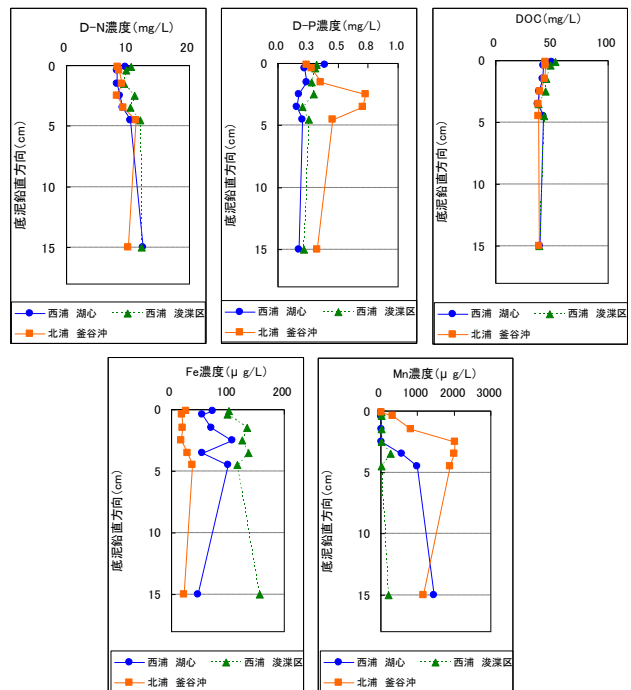 D-N濃度(mg/L)
0 10 20
0
5
10
15
底泥鉛直方向(cm)
西浦 湖心 西浦 浚渫区
北浦 釜谷沖
D-P濃度(mg/L)
0.0 0.3 0.5 0.8 1.0
0
5
10
15
底泥鉛直方向(cm)
西浦 湖心 西浦 浚渫区
北浦 釜谷沖
DOC(mg/L)
0 50 100
0
5
10
15
底泥鉛直方向(cm)
西浦 湖心 西浦 浚渫区
北浦 釜谷沖
Fe濃度(μ g/L)
0 100 200
0
5
10
15
底泥鉛直方向(cm)
西浦 湖心 西浦 浚渫区
北浦 釜谷沖
Mn濃度(μ g/L)
0 1000 2000 3000
0
5
10
15
底泥鉛直方向(cm)
西浦 湖心 西浦 浚渫区
北浦 釜谷沖